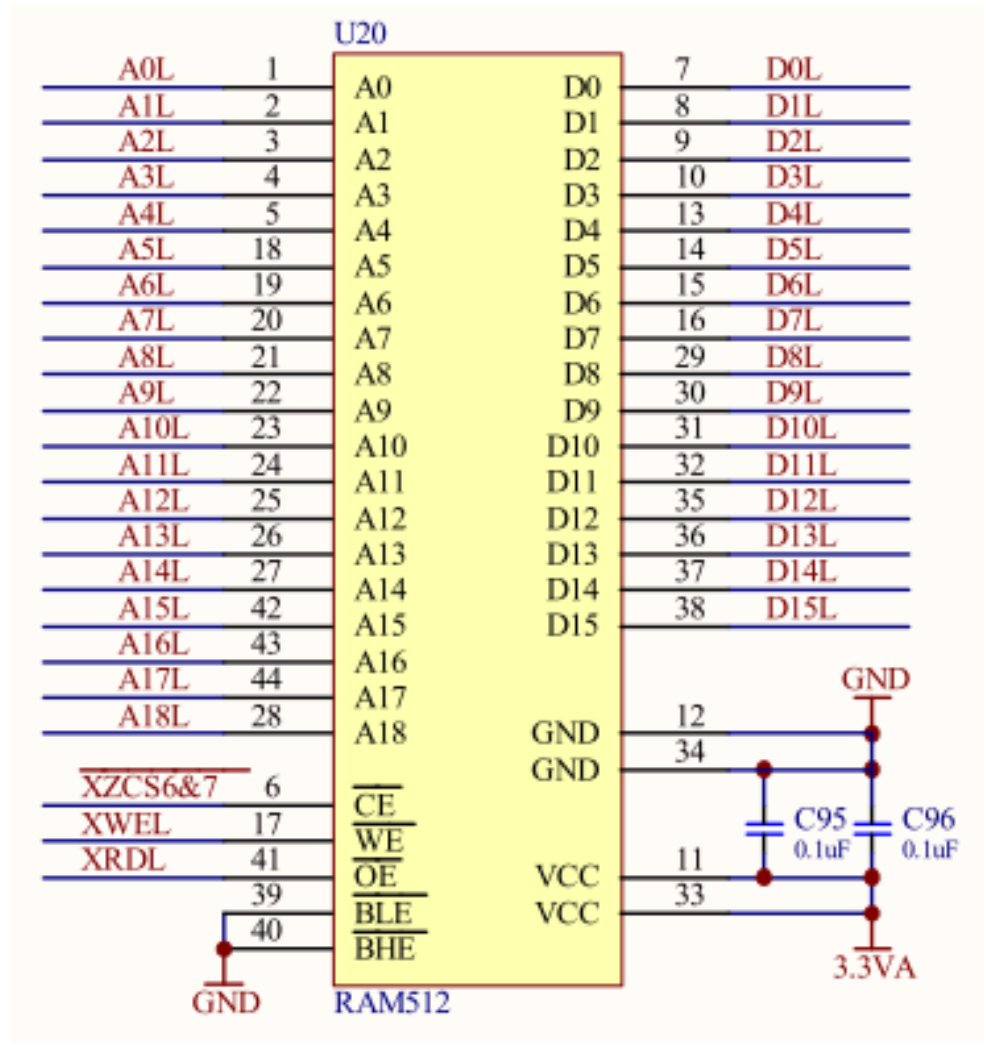 U20
A0L 1 A0 D0 7 D0L
A1L 2 A1 D1 8 D1L
A2L 3 A2 D2 9 D2L
A3L 4 A3 D3 10 D3L
A4L 5 A4 D4 13 D4L
A5L 18 A5 D5 14 D5L
A6L 19 A6 D6 15 D6L
A7L 20 A7 D7 16 D7L
A8L 21 A8 D8 29 D8L
A9L 22 A9 D9 30 D9L
A10L 23 A10 D10 31 D10L
A11L 24 A11 D11 32 D11L
A12L 25 A12 D12 35 D12L
A13L 26 A13 D13 36 D13L
A14L 27 A14 D14 37 D14L
A15L 42 A15 D15 38 D15L
A16L 43 A16
A17L 44 A17 GND
A18L 28 A18 GND 12
GND 34
XZCS6&7 6 CE
XWEL 17 WE C95 C96
0.1uF 0.1uF
XRDL 41 OE VCC 11
39 BLE VCC 33
40 BHE
3.3VA
GND RAM512